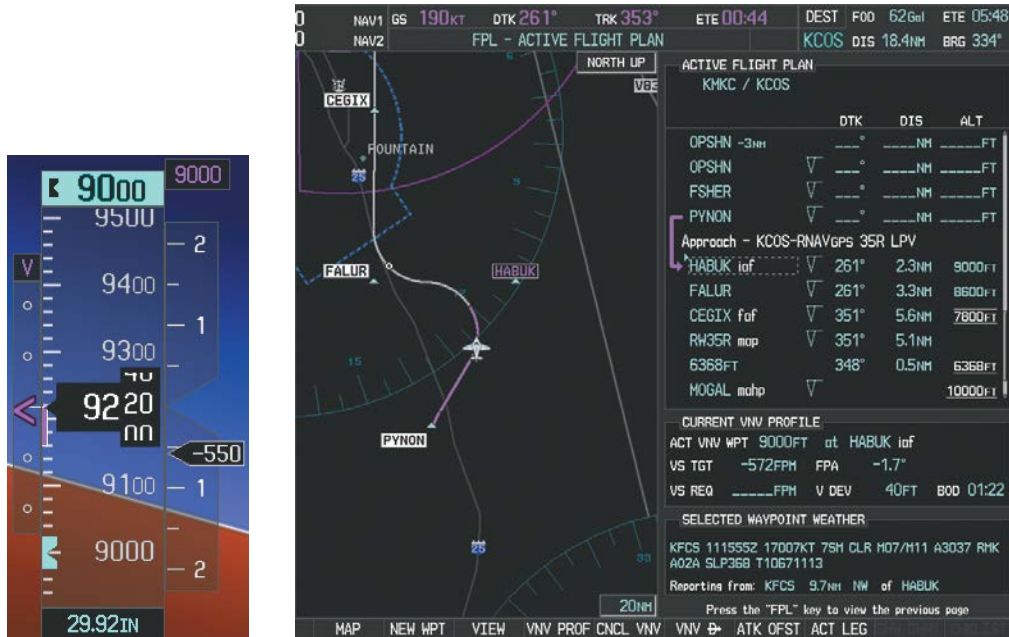 9000
9000
9500
2
V
9400
1
9300
40
9220
00
-550
9100
1
9000
2
29.92IN
0 NAV1 GS 190KT DTK 261° TRK 353° ETE 00:44 DEST FOD 62Gal ETE 05:48
0 NAV2 FPL – ACTIVE FLIGHT PLAN KCOS DIS 18.4NM BRG 334°
NORTH UP
V83
6
CEGIX
FOUNTAIN
25
FALUR
HABUK
15
PYNON
25
33
20NM
ACTIVE FLIGHT PLAN
KMKC / KCOS
DTK DIS ALT
OPSHN -3NM ___° ____NM _____FT
OPSHN ___° ____NM _____FT
FSHER ___° ____NM _____FT
PYNON ___° ____NM _____FT
Approach – KCOS-RNAVGPS 35R LPV
HABUK iaf 261° 2.3NM 9000FT
FALUR 261° 3.3NM 8600FT
CEGIX faf 351° 5.6NM 7800FT
RW35R map 351° 5.1NM
6368FT 348° 0.5NM 6368FT
MOGAL mahp 10000FT
CURRENT VNV PROFILE
ACT VNV WPT 9000FT at HABUK iaf
VS TGT -572FPM FPA -1.7°
VS REQ _____FPM V DEV 40FT BOD 01:22
SELECTED WAYPOINT WEATHER
KFCS 111555Z 17007KT 7SM CLR M07/M11 A3037 RMK
A02A SLP368 T10671113
Reporting from: KFCS 9.7NM NW of HABUK
Press the "FPL" key to view the previous page
MAP NEW WPT VIEW VNV PROF CNCL VNV VNV D ATK OFST ACT LEG